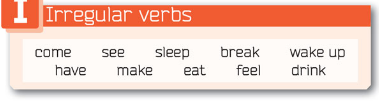 I Irregular verbs
come see sleep break wake up
have make eat feel drink